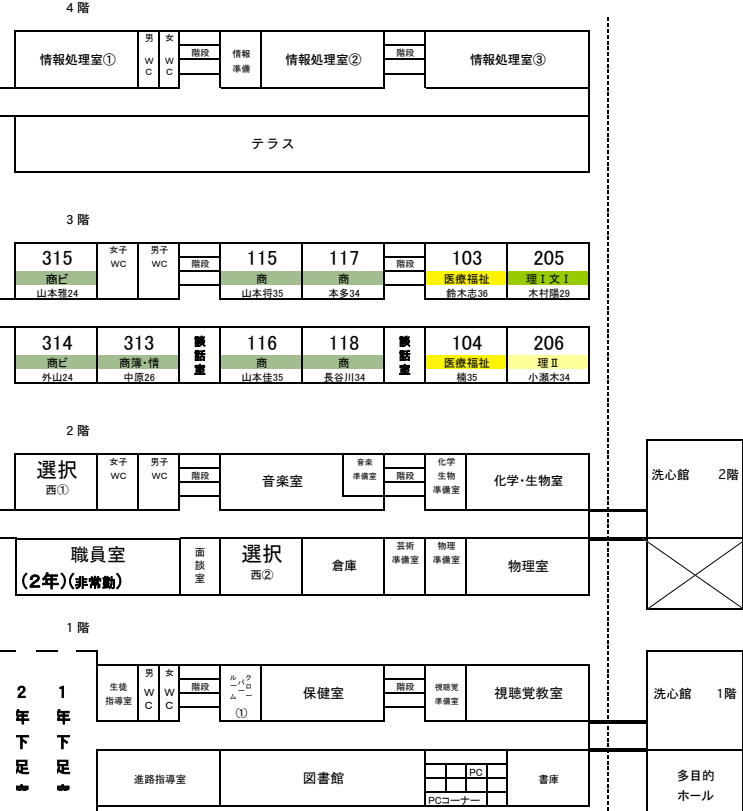 4 階
情報処理室①
男
WC
女
WC
階段
情報
準備
情報処理室②
階段
情報処理室③
テラス
3 階
315
商ビ
山本雅24
女子
WC
男子
WC
階段
115
商
山本将35
117
商
本多34
階段
103
医療福祉
鈴木志36
205
理Ⅰ文Ⅰ
木村陽29
314
商ビ
外山24
313
商簿・情
中原26
談話室
116
商
山本佳35
118
商
長谷川34
談話室
104
医療福祉
楠35
206
理Ⅱ
小瀬木34
2 階
選択
西①
女子
WC
男子
WC
階段
音楽室
音楽
準備室
階段
化学
生物
準備室
化学・生物室
洗心館 2階
職員室
(2年)(非常勤)
面談室
選択
西②
倉庫
芸術
準備室
物理
準備室
物理室
1 階
2年下足
1年下足
生徒
指導室
男
WC
女
WC
階段
グローバー
ルーム
①
保健室
階段
視聴覚
準備室
視聴覚教室
洗心館 1階
進路指導室
図書館
PC
PCコーナー
書庫
多目的
ホール